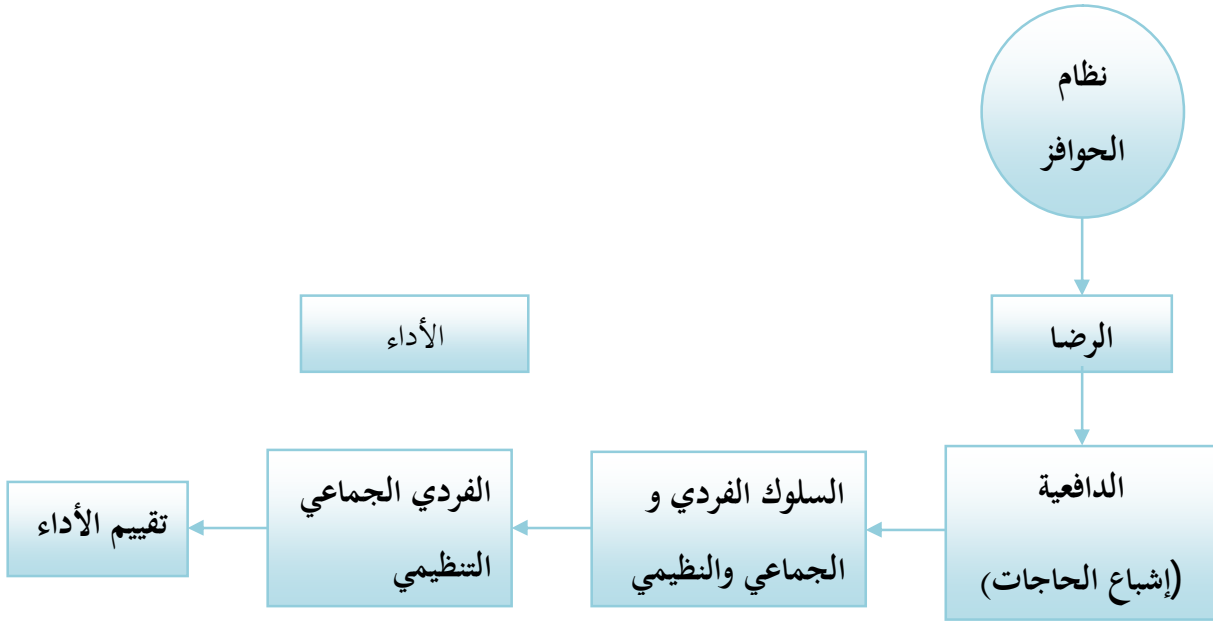 نظام
الحوافز
الرضا
الأداء
الدافعية
(إشباع الحاجات)
السلوك الفردي و
الجماعي والنظيمي
الفردي الجماعي
التنظيمي
تقييم الأداء